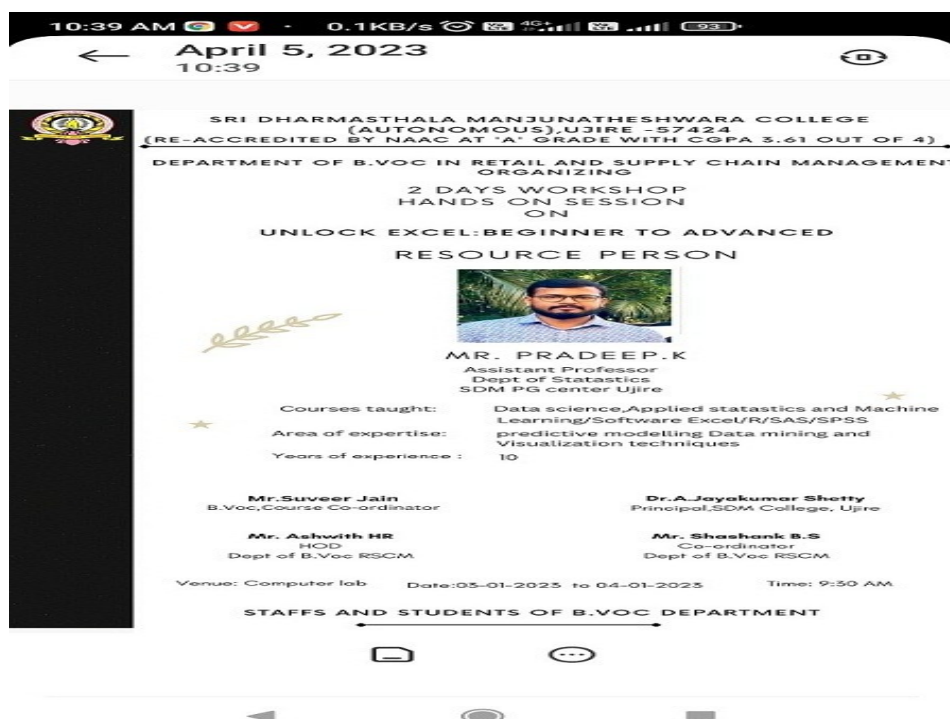 10:39 AM
0.1KB/s
4G+
Vo
LTE
Vo
LTE
93
April 5, 2023
10:39
SRI DHARMASTHALA MANJUNATHESHWARA COLLEGE
(AUTONOMOUS),UJIRE -57424
(RE-ACCREDITED BY NAAC AT 'A' GRADE WITH CGPA 3.61 OUT OF 4)
DEPARTMENT OF B.VOC IN RETAIL AND SUPPLY CHAIN MANAGEMENT
ORGANIZING
2 DAYS WORKSHOP
HANDS ON SESSION
ON
UNLOCK EXCEL:BEGINNER TO ADVANCED
RESOURCE PERSON
MR. PRADEEP.K
Assistant Professor
Dept of Statastics
SDM PG center Ujire
Courses taught: Data science,Applied statastics and Machine
Learning/Software Excel/R/SAS/SPSS
Area of expertise: predictive modelling Data mining and
Visualization techniques
Years of experience : 10
Mr.Suveer Jain Dr.A.Jayakumar Shetty
B.Voc,Course Co-ordinator Principal,SDM College, Ujire
Mr. Ashwith HR Mr. Shashank B.S
HOD Co-ordinator
Dept of B.Voc RSCM Dept of B.Voc RSCM
Venue: Computer lab Date:03-01-2023 to 04-01-2023 Time: 9:30 AM
STAFFS AND STUDENTS OF B.VOC DEPARTMENT